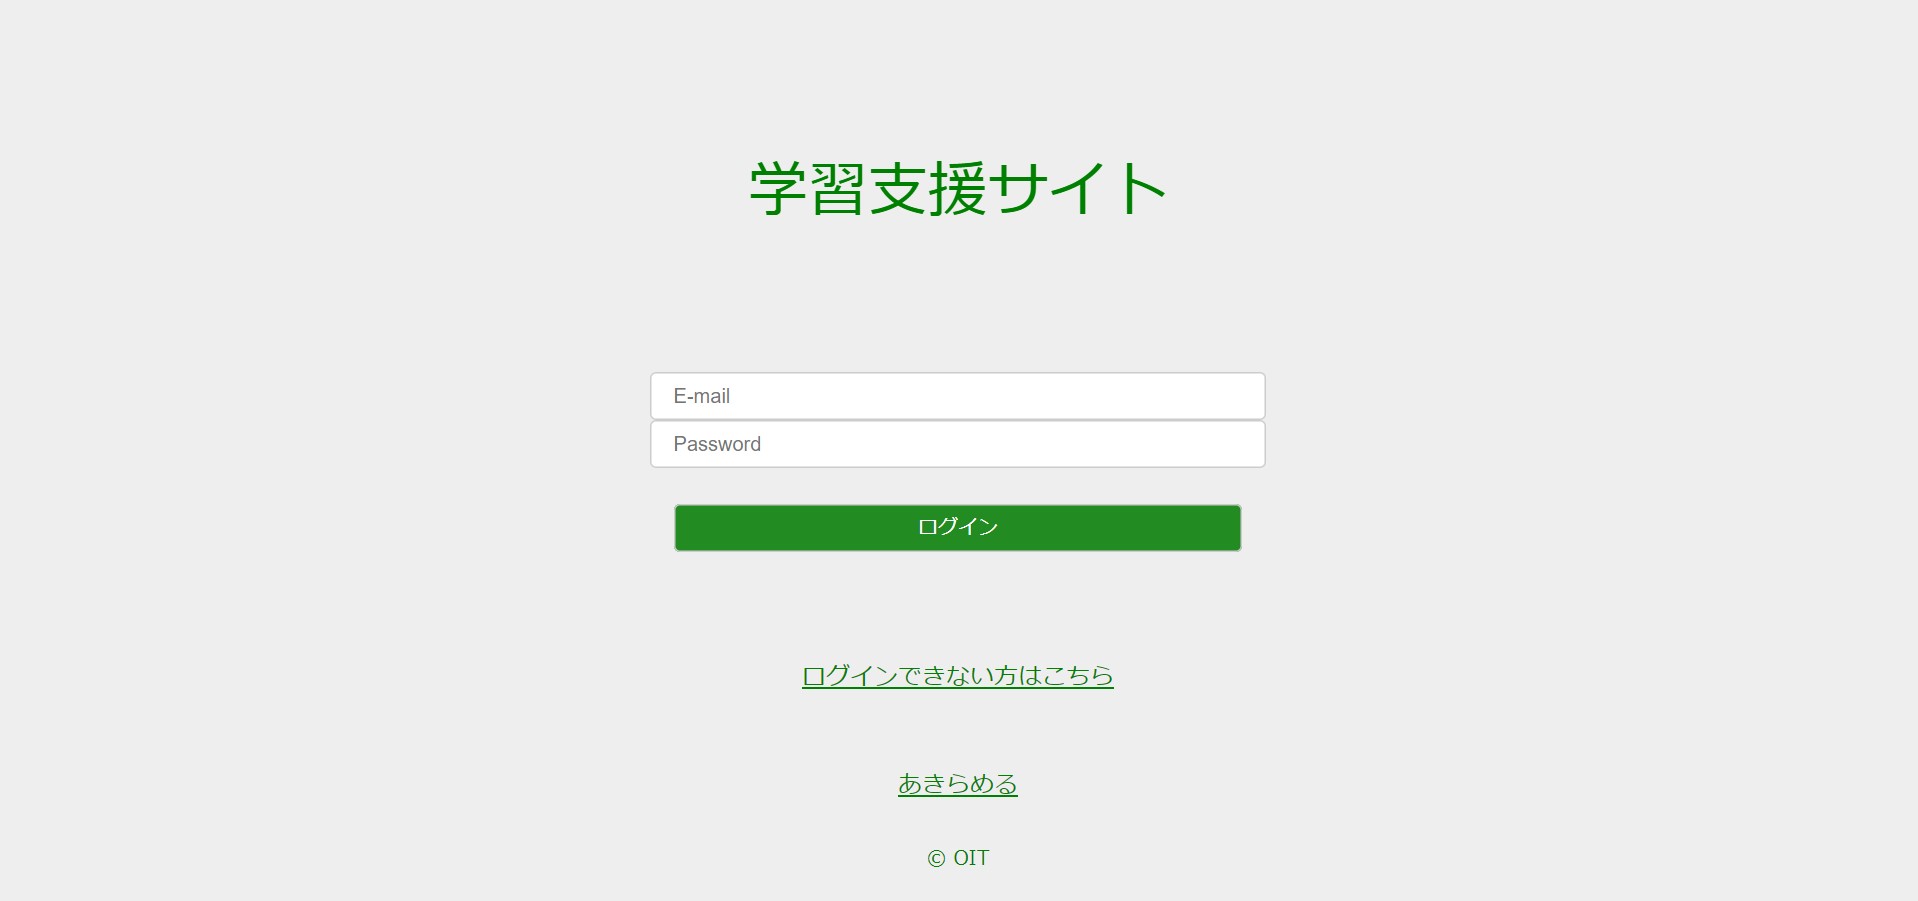 学習支援サイト
E-mail
Password
ログイン
ログインできない方はこちら
あきらめる
© OIT